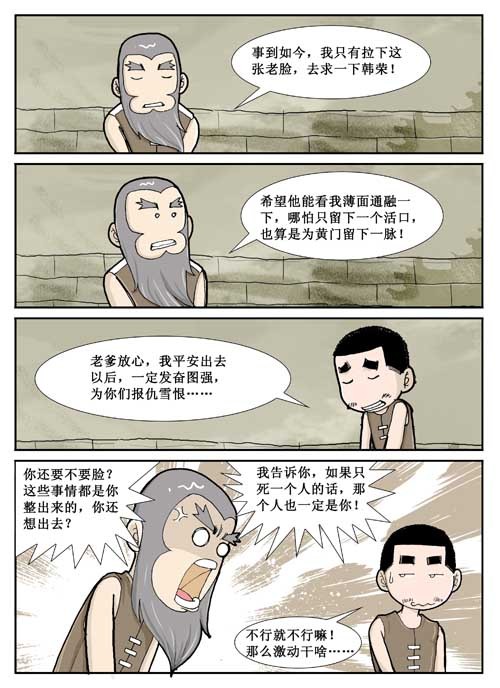 事到如今，我只有拉下这
张老脸，去求一下韩荣！
希望他能看我薄面通融一
下，哪怕只留下一个活口，
也算是为黄门留下一脉！
老爹放心，我平安出去
以后，一定发奋图强，
为你们报仇雪恨……
你还要不要脸？
这些事情都是你
整出来的，你还
想出去？
我告诉你，如果只
死一个人的话，那
个人也一定是你！
不行就不行嘛！
那么激动干啥……